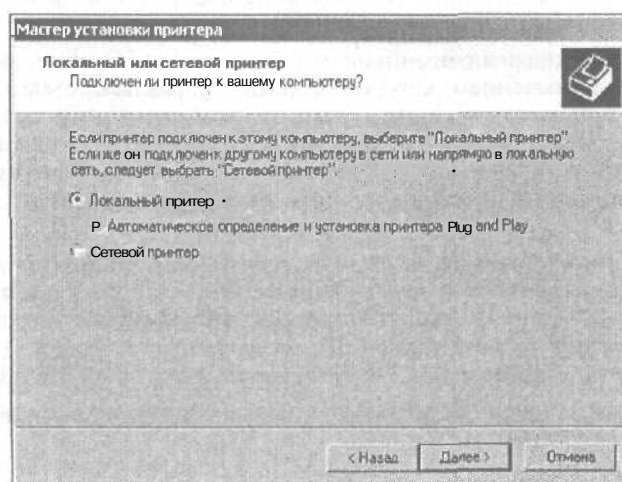 Мастер установки принтера
Локальный или сетевой принтер
Подключен ли принтер к вашему компьютеру?
Если принтер подключен к этому компьютеру, выберите "Локальный принтер".
Если же он подключен к другому компьютеру в сети или напрямую в локальную
сеть, следует выбрать "Сетевой принтер".
Локальный притер
Р Автоматическое определение и установка принтера Plug and Play
Сетевой принтер
< Назад
Далее >
Отмена